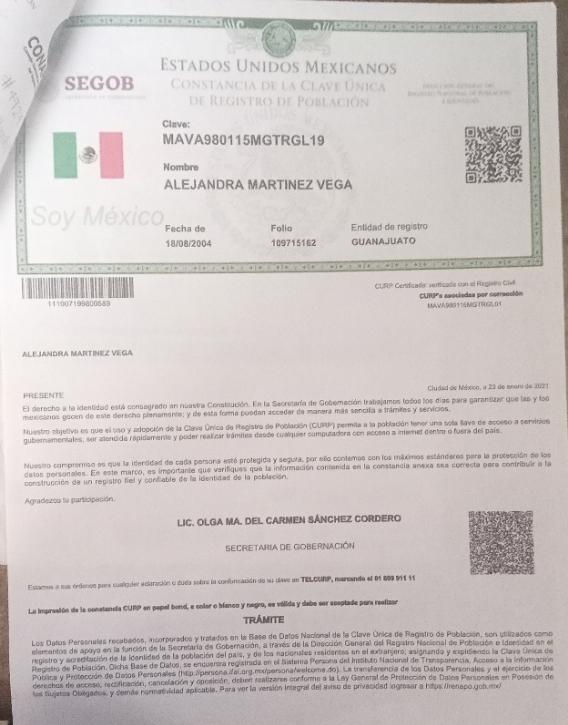 CON
SEGOB
ESTADOS UNIDOS MEXICANOS
CONSTANCIA DE LA CLAVE ÚNICA
DE REGISTRO DE POBLACIÓN
Clave:
MAVA980115MGTRGL19
Nombre
ALEJANDRA MARTINEZ VEGA
Soy México
Fecha de
Folio
Entidad de registro
18/08/2004
109715162
GUANAJUATO
111007199800589
CURP Certificada: verificada con el Registro Civil
CURP's asociadas por corrección
MAVA980115MGTRGL01
ALEJANDRA MARTINEZ VEGA
Ciudad de México, a 23 de enero de 2021
PRESENTE
El derecho a la identidad está consagrado en nuestra Constitución. En la Secretaría de Gobernación trabajamos todos los días para garantizar que las y los
mexicanos gocen de este derecho plenamente; y de esta forma puedan acceder de manera más sencilla a trámites y servicios.
Nuestro objetivo es que el uso y adopción de la Clave Única de Registro de Población (CURP) permita a la población tener una sola llave de acceso a servicios
gubernamentales, ser atendida rápidamente y poder realizar trámites desde cualquier computadora con acceso a internet dentro o fuera del país.
Nuestro compromiso es que la identidad de cada persona esté protegida y segura, por ello contamos con los máximos estándares para la protección de los
datos personales. En este marco, es importante que verifiques que la información contenida en la constancia anexa sea correcta para contribuir a la
construcción de un registro fiel y confiable de la identidad de la población.
Agradezco tu participación.
LIC. OLGA MA. DEL CARMEN SÁNCHEZ CORDERO
SECRETARIA DE GOBERNACIÓN
Estamos a sus órdenes para cualquier aclaración o duda sobre la conformación de su clave en TELCURP, marcando el 01 800 911 11
La impresión de la constancia CURP en papel bond, a color o blanco y negro, es válida y debe ser aceptada para realizar
TRÁMITE
Los Datos Personales recabados, incorporados y tratados en la Base de Datos Nacional de la Clave Única de Registro de Población, son utilizados como
elementos de apoyo en la función de la Secretaría de Gobernación, a través de la Dirección General del Registro Nacional de Población e Identidad en el
registro y acreditación de la identidad de la población del país, y de los nacionales residentes en el extranjero; asignando y expidiendo la Clave Única de
Registro de Población. Dicha Base de Datos, se encuentra registrada en el Sistema Persona del Instituto Nacional de Transparencia, Acceso a la Información
Pública y Protección de Datos Personales (http://persona.ifai.org.mx/persona/welcome.do). La transferencia de los Datos Personales y el ejercicio de los
derechos de acceso, rectificación, cancelación y oposición, deben realizarse conforme a la Ley General de Protección de Datos Personales en Posesión de
los Sujetos Obligados, y demás normatividad aplicable. Para ver la versión integral del aviso de privacidad ingresar a https://renapo.gob.mx/